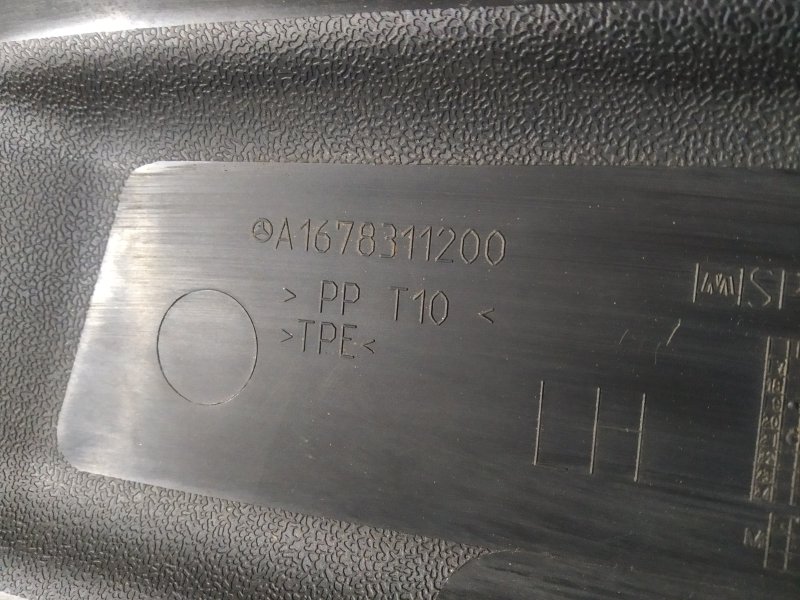 A1678311200
> PP T10 <
>TPE<
LH